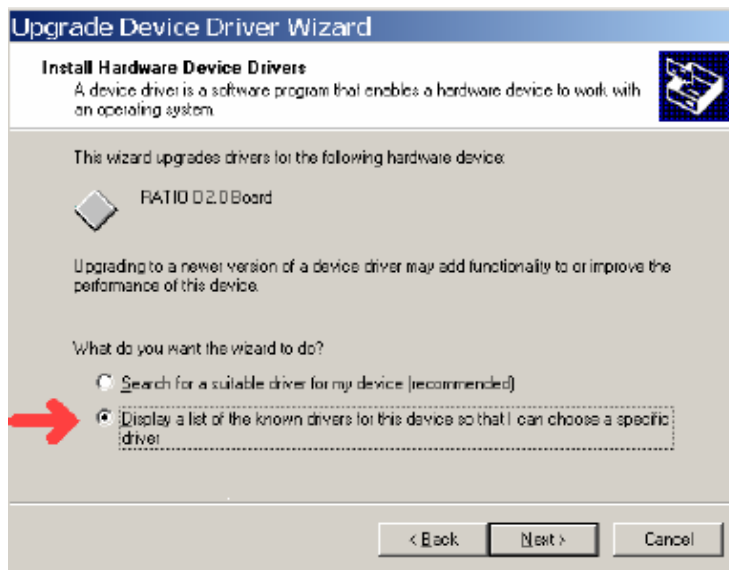 Upgrade Device Driver Wizard
Install Hardware Device Drivers
A device driver is a software program that enables a hardware device to work with
an operating system.
This wizard upgrades drivers for the following hardware device:
RATIO D2.0 Board
Upgrading to a newer version of a device driver may add functionality to or improve the
performance of this device.
What do you want the wizard to do?
Search for a suitable driver for my device (recommended)
Display a list of the known drivers for this device so that I can choose a specific
driver
< Back
Next >
Cancel